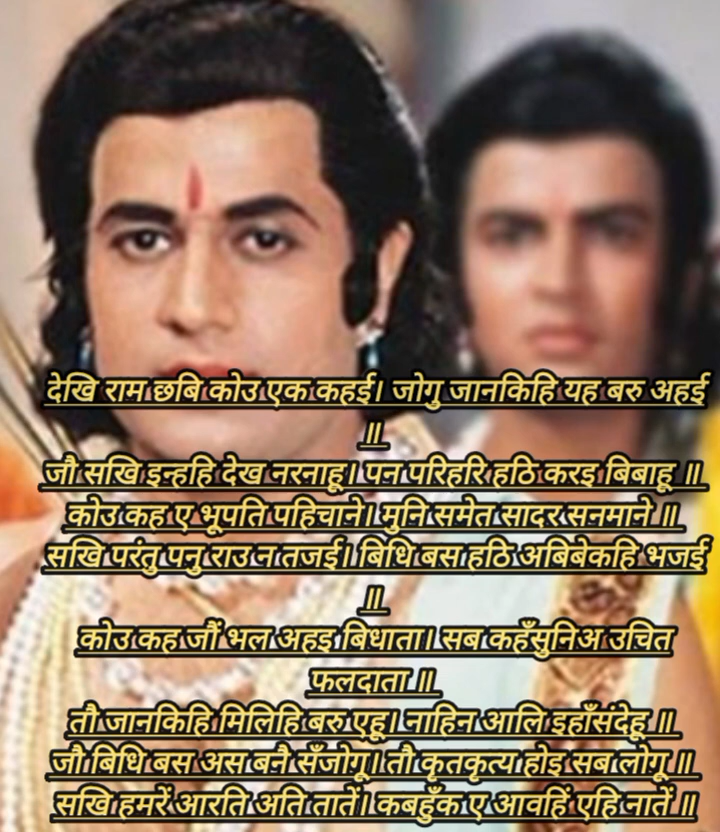 देखि राम छबि कोउ एक कहई। जोगु जानकिहि यह बरु अहई
॥
जौ सखि इन्हहि देख नरनाहू। पन परिहरि हठि करइ बिबाहू ॥
कोउ कह ए भूपति पहिचाने। मुनि समेत सादर सनमाने ॥
सखि परंतु पनु राउ न तजई। बिधि बस हठि अबिबेकहि भजई
॥
कोउ कह जौं भल अहइ बिधाता। सब कहँ सुनिअ उचित
फलदाता ॥
तौ जानकिहि मिलिहि बरु एहू। नाहिन आलि इहाँ संदेहू ॥
जौ बिधि बस अस बनै सँजोगू। तौ कृतकृत्य होइ सब लोगू ॥
सखि हमरें आरति अति तातें। कबहुँक ए आवहिं एहि नातें ॥